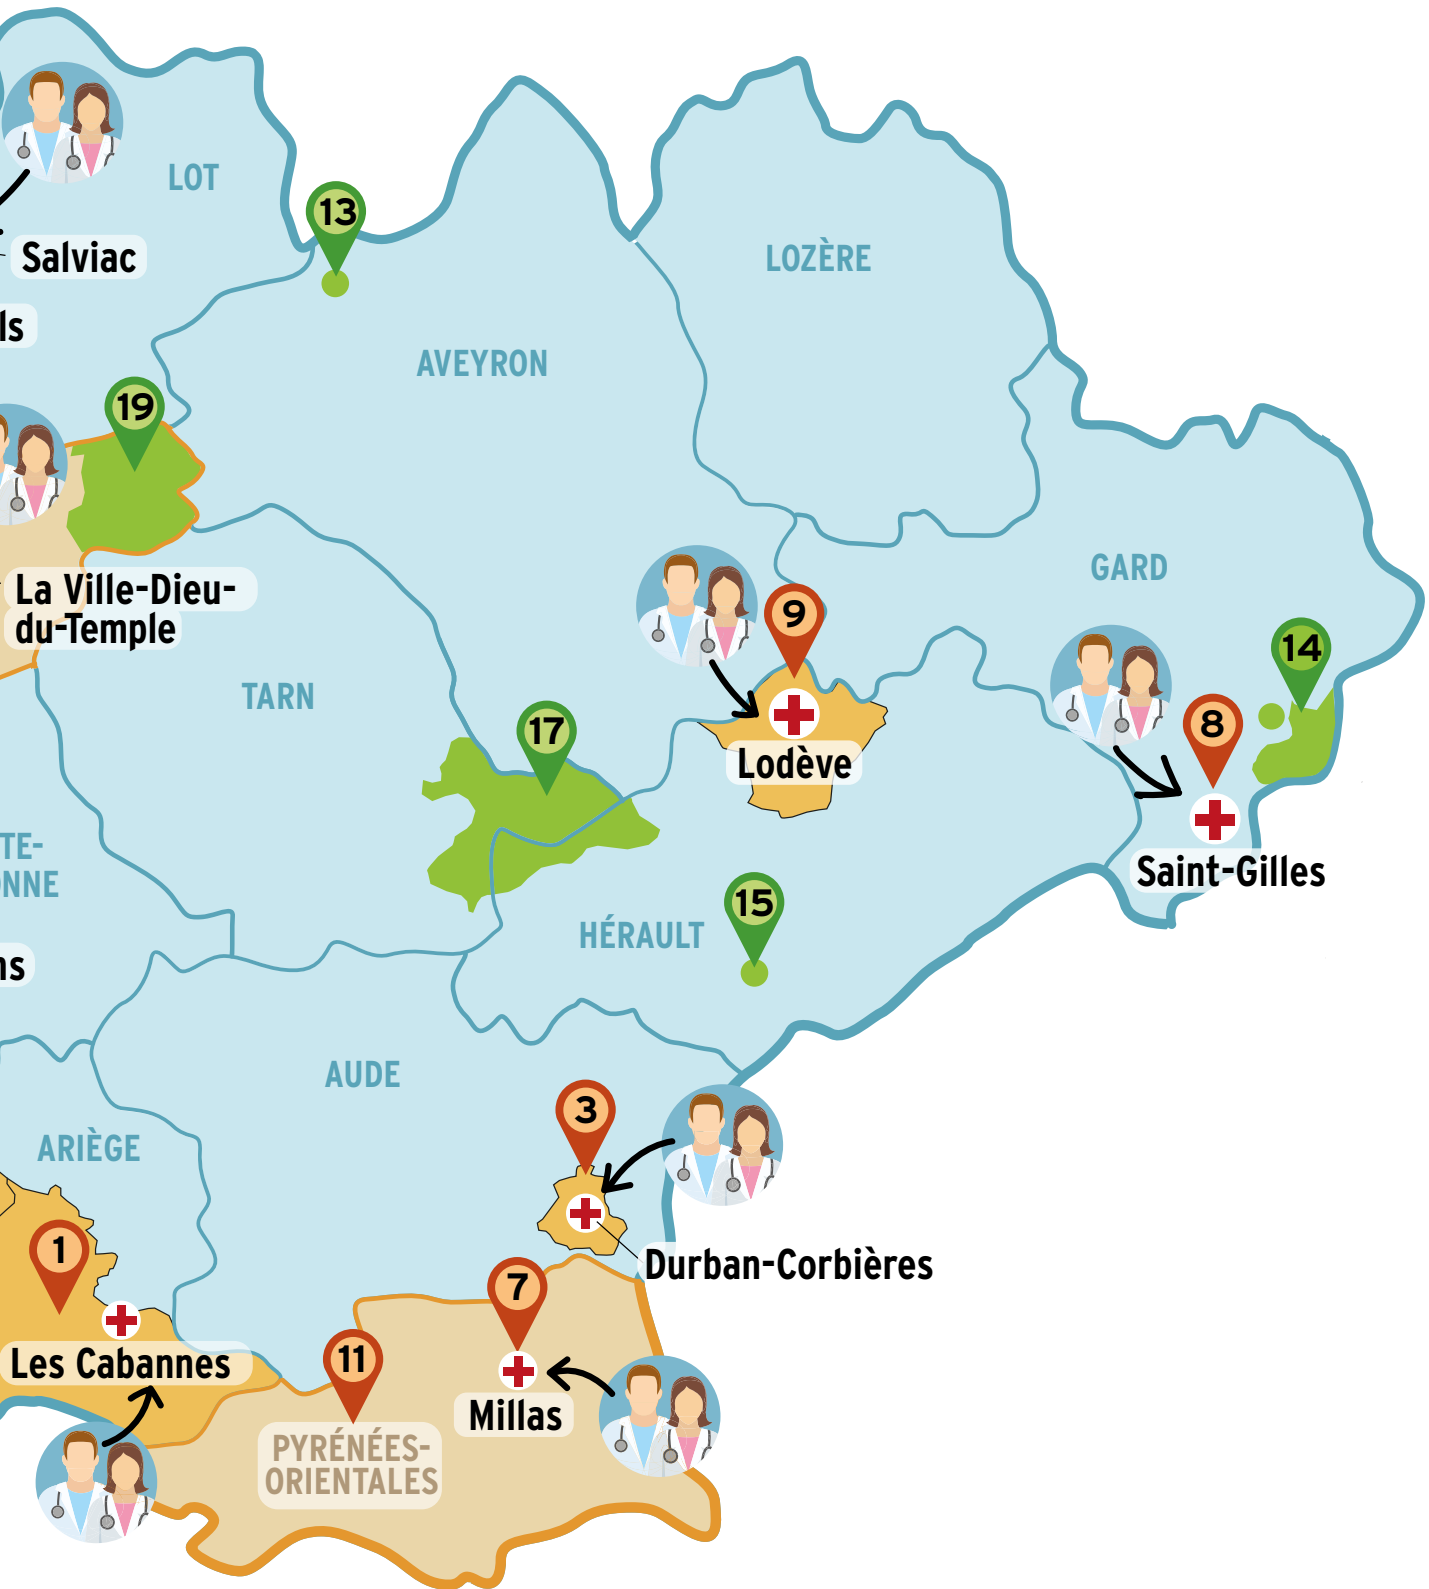 LOT
13
Salviac
LOZÈRE
ls
AVEYRON
19
GARD
La Ville-Dieu-
du-Temple
9
14
TARN
17
8
Lodève
TE-
ONNE
Saint-Gilles
15
HÉRAULT
ns
AUDE
3
ARIÈGE
1
Durban-Corbières
7
Les Cabannes
11
Millas
PYRÉNÉES-
ORIENTALES